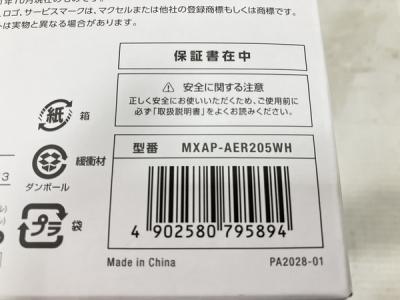 年10月現在
ロゴ、サービスマークは、マクセルまたは他社の登録商標もしくは商標です。
は実物と異なる場合があります。
保証書在中
安全に関する注意
正しく安全にお使いいただくため、ご使用前に
必ず「取扱説明書」をよくお読みください。
紙 箱
ダンボール 緩衝材
プラ 袋
型番 MXAP-AER205WH
4 902580 795894
Made in China PA2028-01